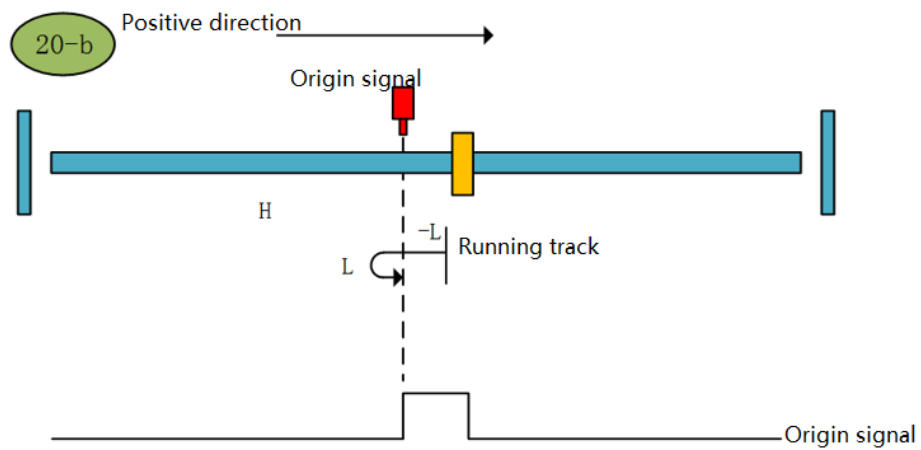 20-b
Positive direction
Origin signal
H
-L
Running track
L
Origin signal